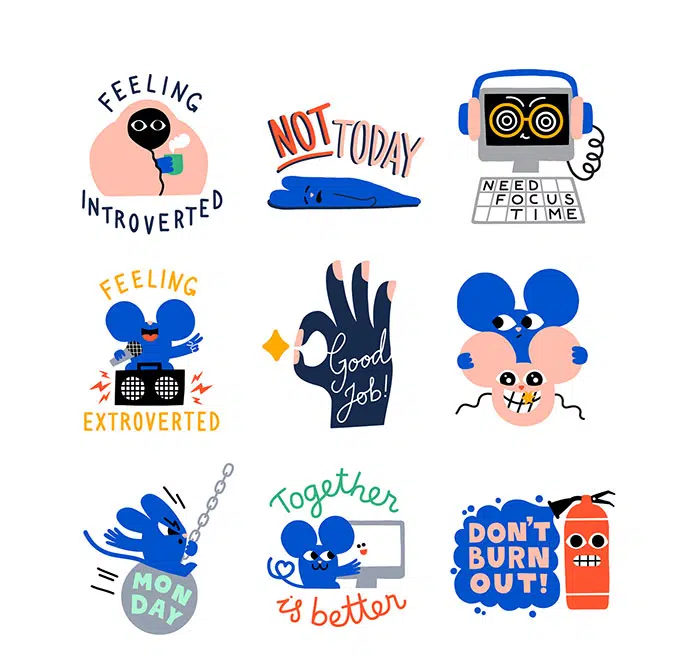 FEELING
INTROVERTED
NOT TODAY
NEED
FOCUS
TIME
FEELING
EXTROVERTED
Good
Job!
MON
DAY
Together
is better
DON'T
BURN
OUT!